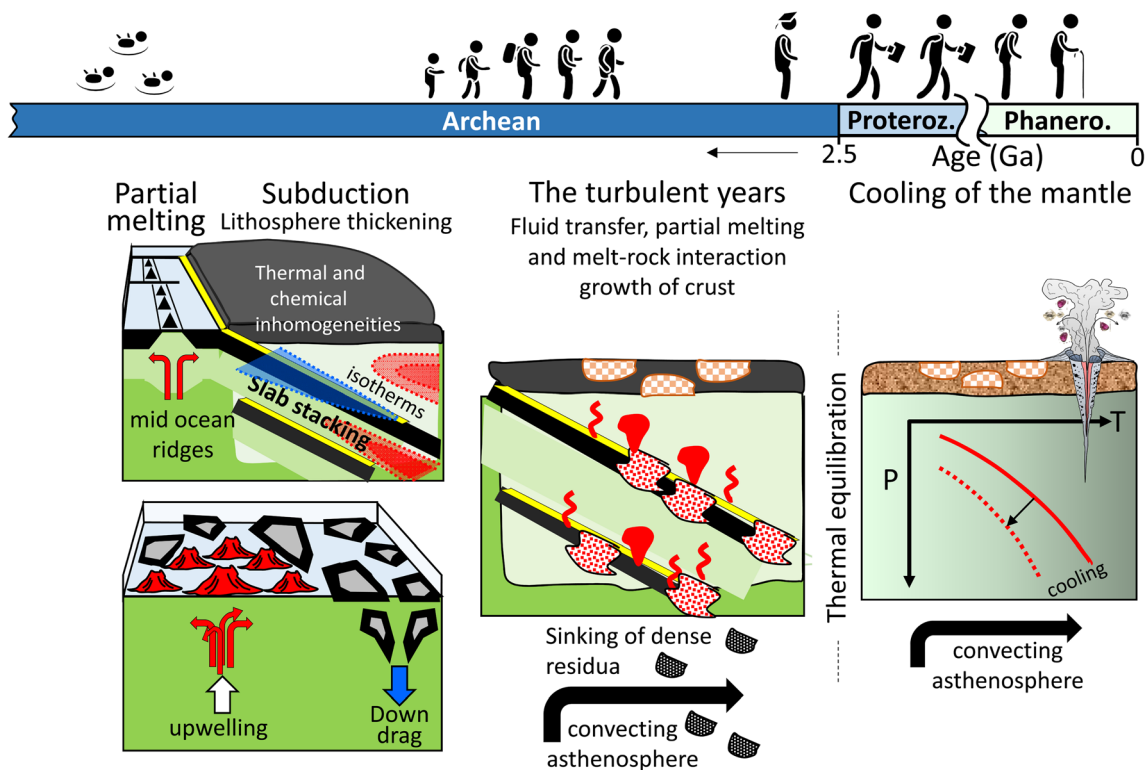 Archean
Proteroz.
Phanero.
2.5
Age (Ga)
0
Partial
melting
Subduction
Lithosphere thickening
Thermal and
chemical
inhomogeneities
isotherms
Slab stacking
mid ocean
ridges
upwelling
Down
drag
The turbulent years
Fluid transfer, partial melting
and melt-rock interaction
growth of crust
Sinking of dense
residua
convecting
asthenosphere
Thermal equilibration
Cooling of the mantle
T
P
cooling
convecting
asthenosphere